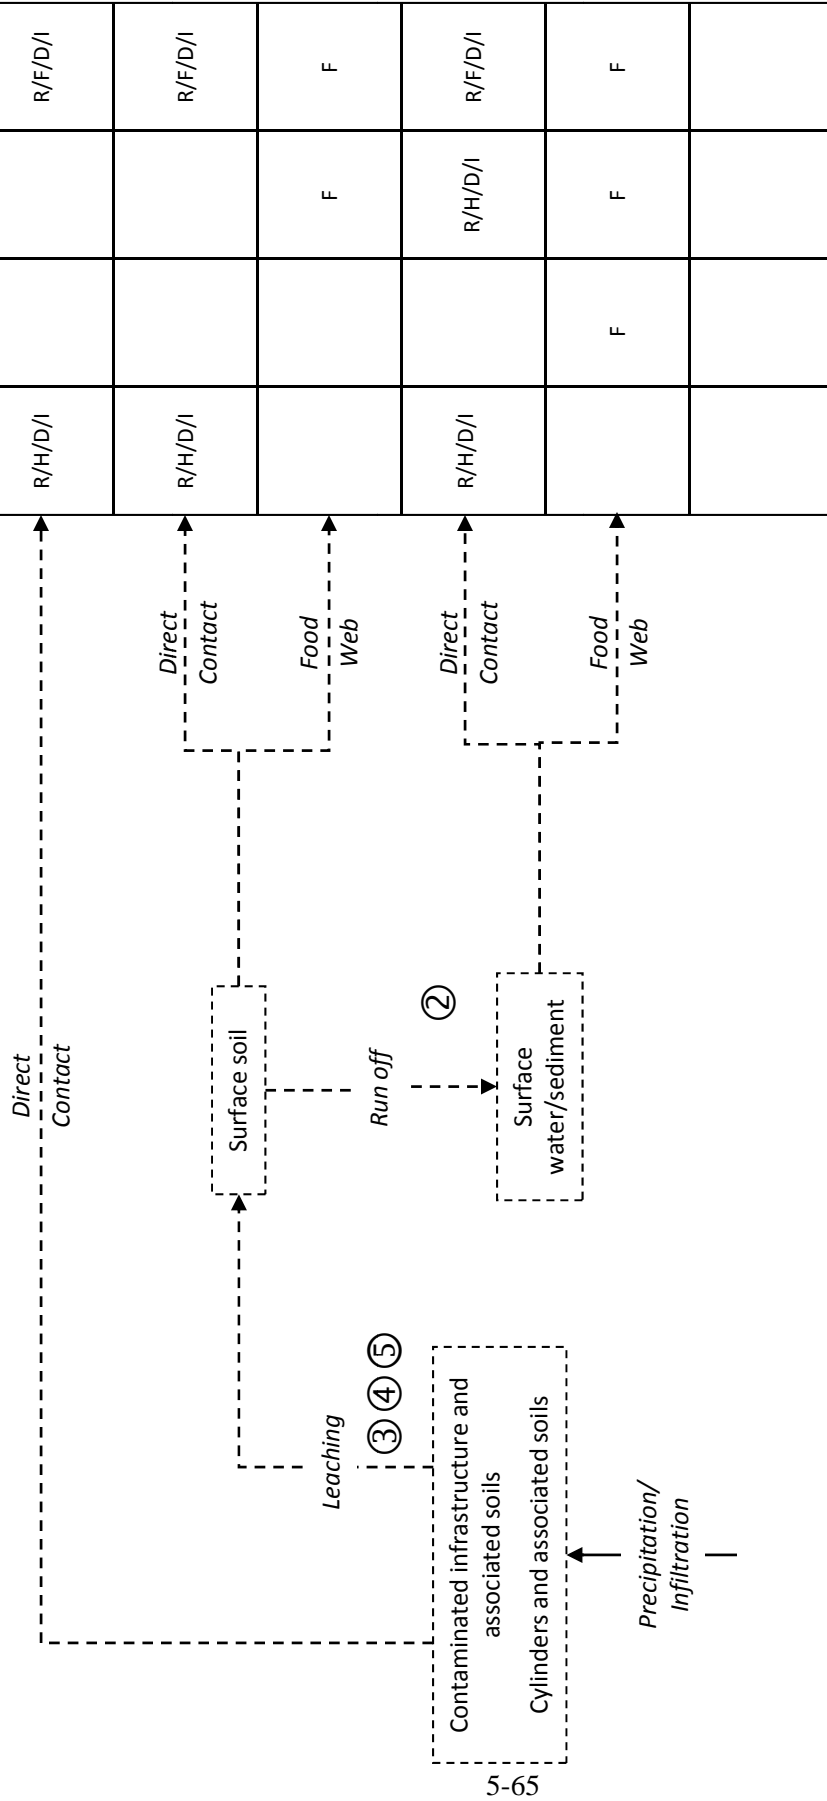 R/F/D/I
R/F/D/I
F
R/F/D/I
F
F
R/H/D/I
F
F
R/H/D/I
R/H/D/I
R/H/D/I
Direct
Contact
Direct
Contact
Food
Web
Direct
Contact
Food
Web
Surface soil
Run off
②
Surface
water/sediment
Leaching
③④⑤
Contaminated infrastructure and
associated soils
Cylinders and associated soils
Precipitation/
Infiltration
5-65